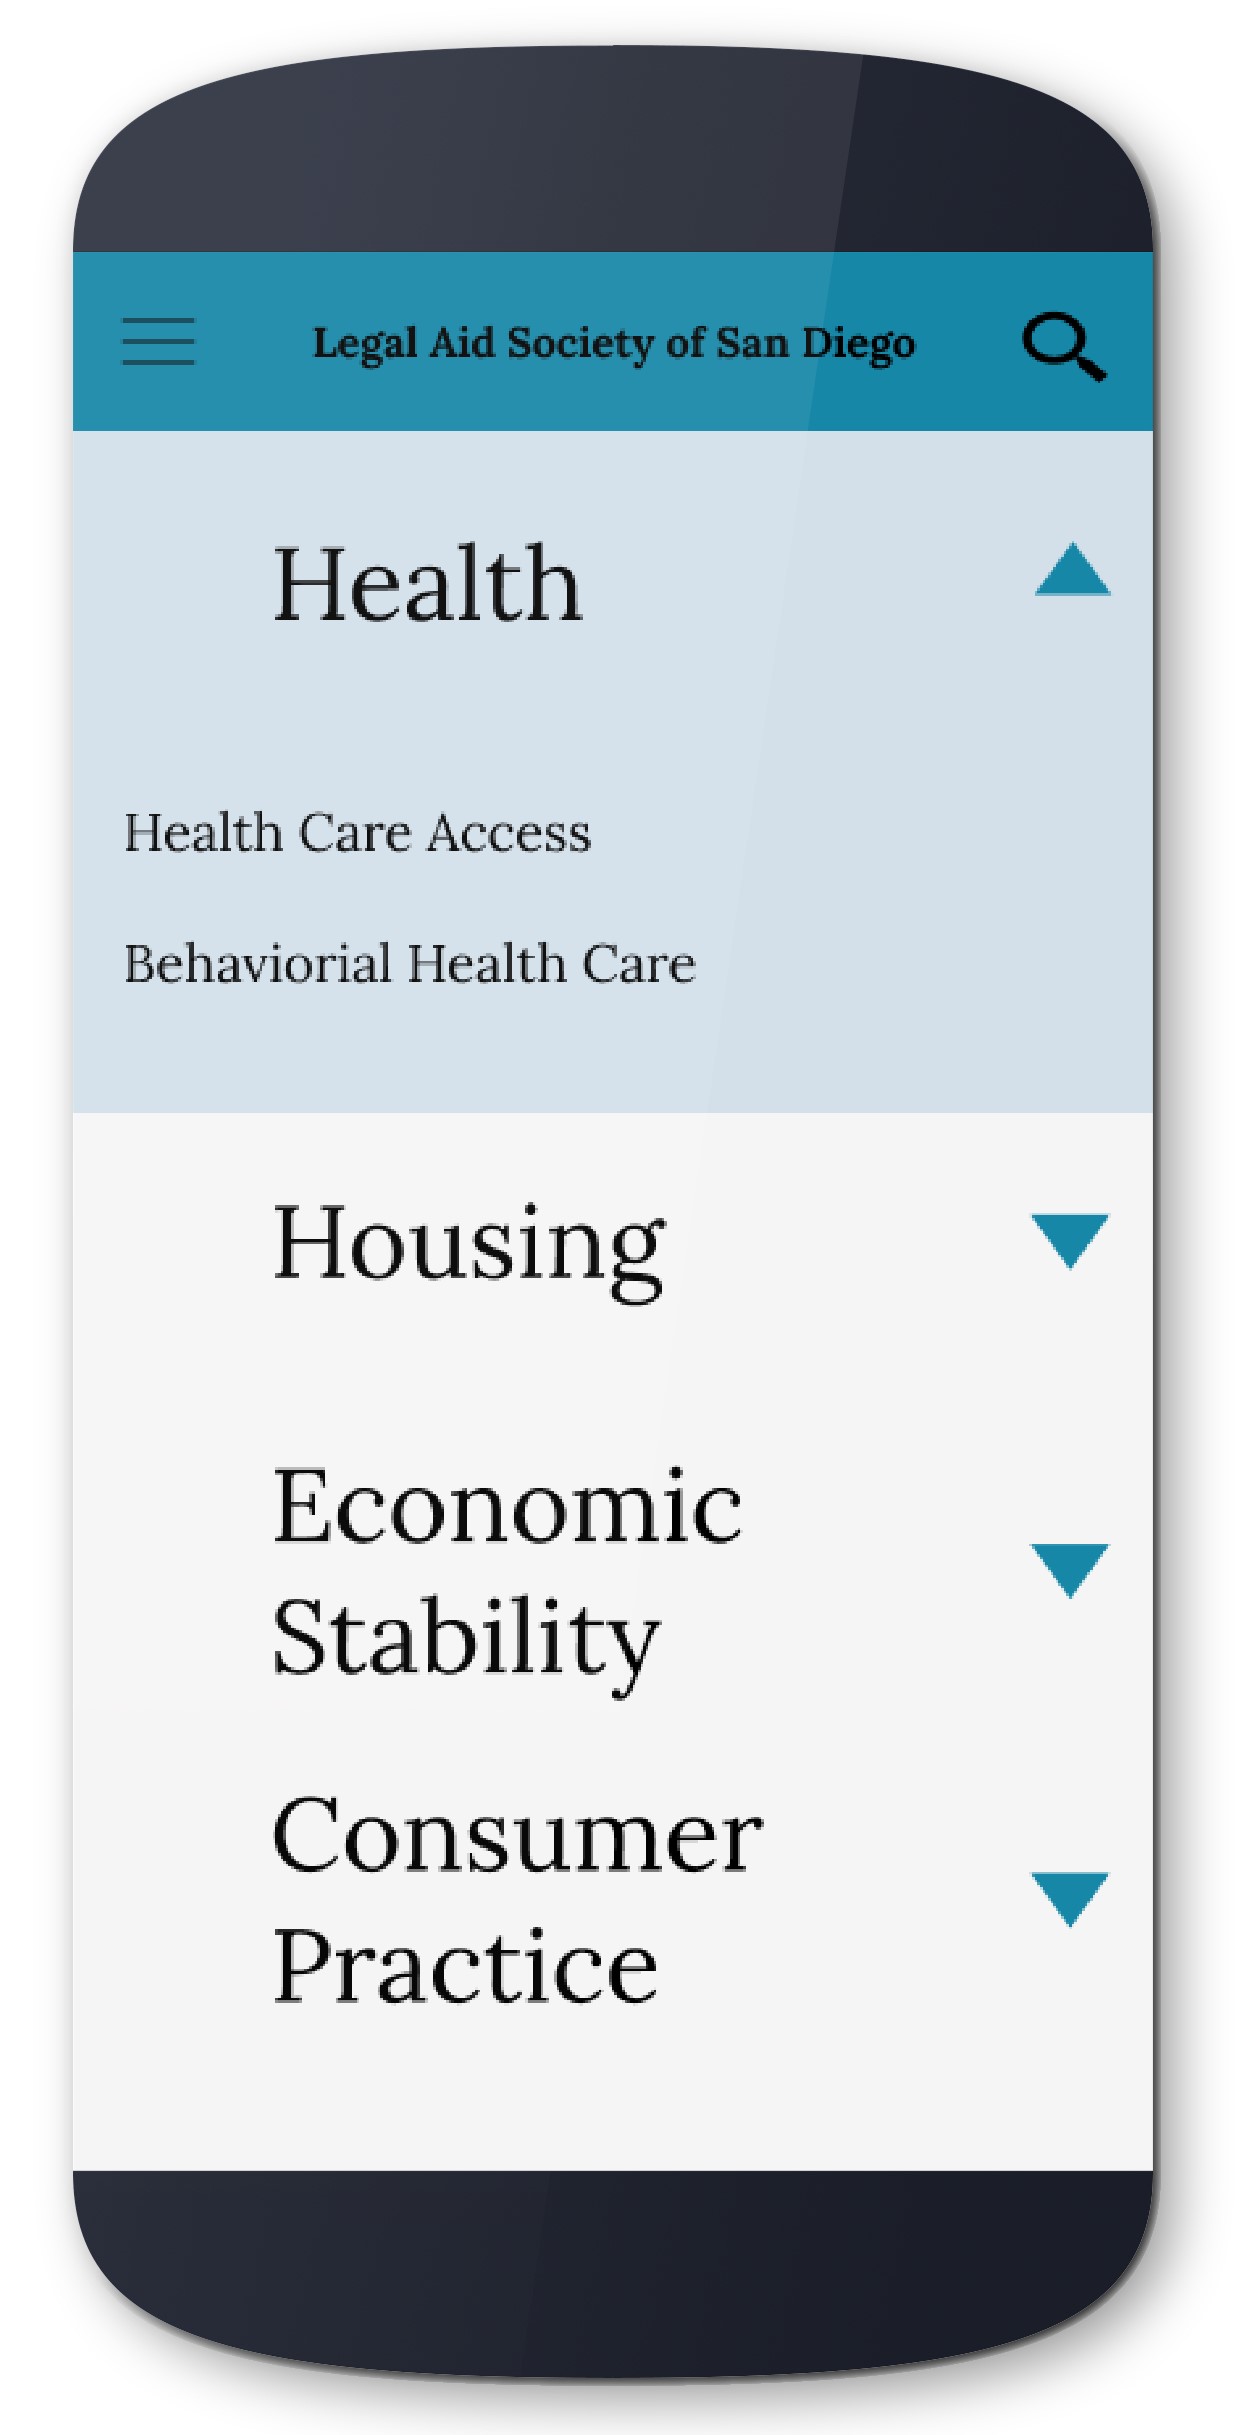 Legal Aid Society of San Diego
Health
Health Care Access
Behaviorial Health Care
Housing
Economic
Stability
Consumer
Practice